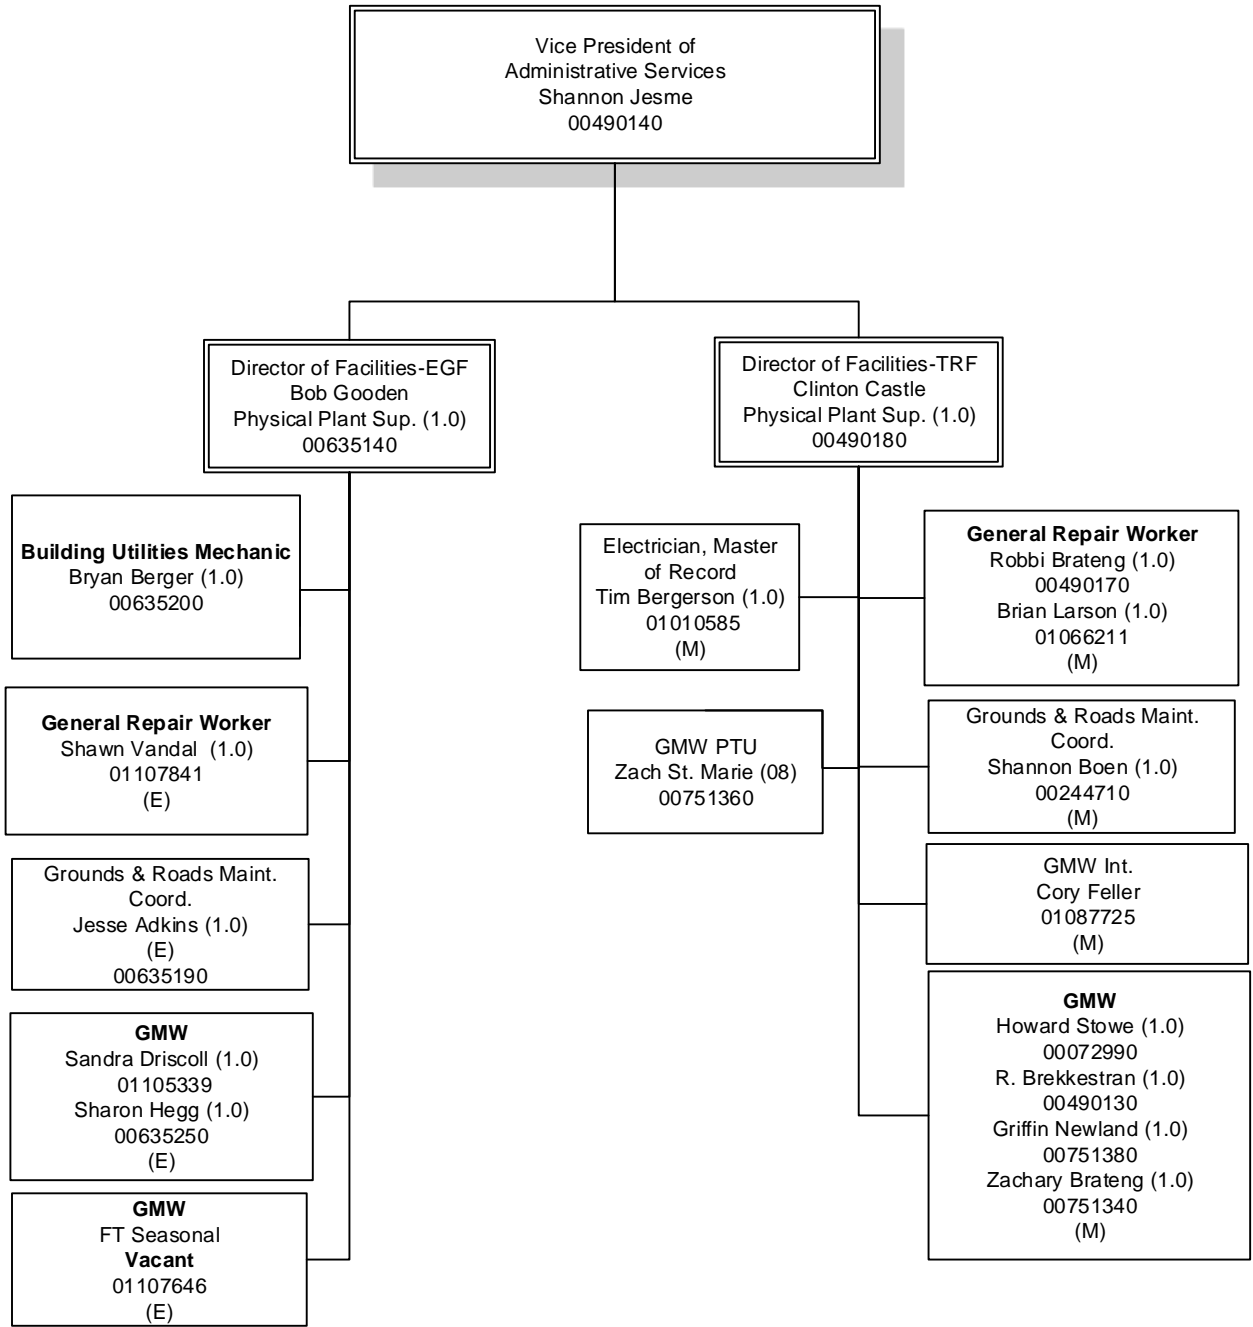 Vice President of
Administrative Services
Shannon Jesme
00490140
Director of Facilities-EGF
Bob Gooden
Physical Plant Sup. (1.0)
00635140
Director of Facilities-TRF
Clinton Castle
Physical Plant Sup. (1.0)
00490180
Building Utilities Mechanic
Bryan Berger (1.0)
00635200
General Repair Worker
Shawn Vandal  (1.0)
01107841
(E)
Grounds & Roads Maint.
Coord.
Jesse Adkins (1.0)
(E)
00635190
GMW
Sandra Driscoll (1.0)
01105339
Sharon Hegg (1.0)
00635250
(E)
GMW
FT Seasonal
Vacant
01107646
(E)
Electrician, Master
of Record
Tim Bergerson (1.0)
01010585
(M)
GMW PTU
Zach St. Marie (08)
00751360
General Repair Worker
Robbi Brateng (1.0)
00490170
Brian Larson (1.0)
01066211
(M)
Grounds & Roads Maint.
Coord.
Shannon Boen (1.0)
00244710
(M)
GMW Int.
Cory Feller
01087725
(M)
GMW
Howard Stowe (1.0)
00072990
R. Brekkestran (1.0)
00490130
Griffin Newland (1.0)
00751380
Zachary Brateng (1.0)
00751340
(M)